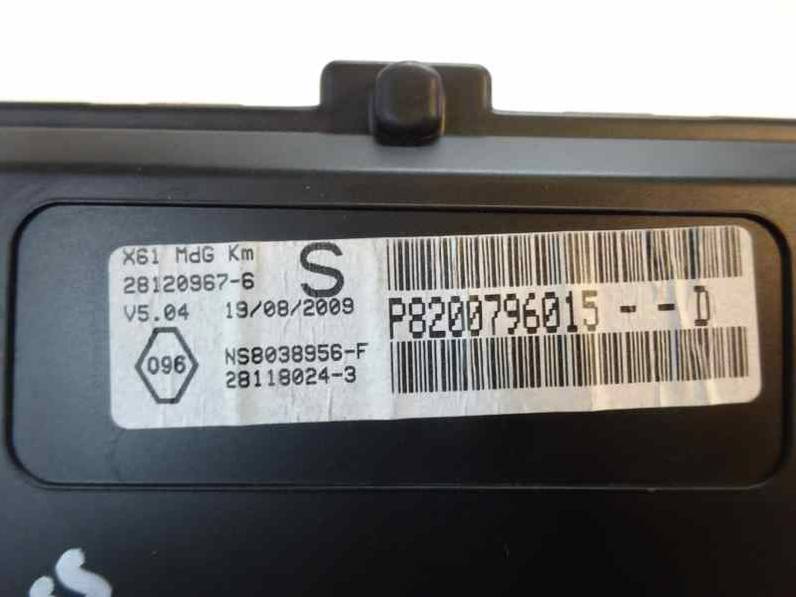 X61 MdG Km
S
28120967-6
V5.04 19/08/2009
P8200796015 - - D
096
NS8038956-F
28118024-3